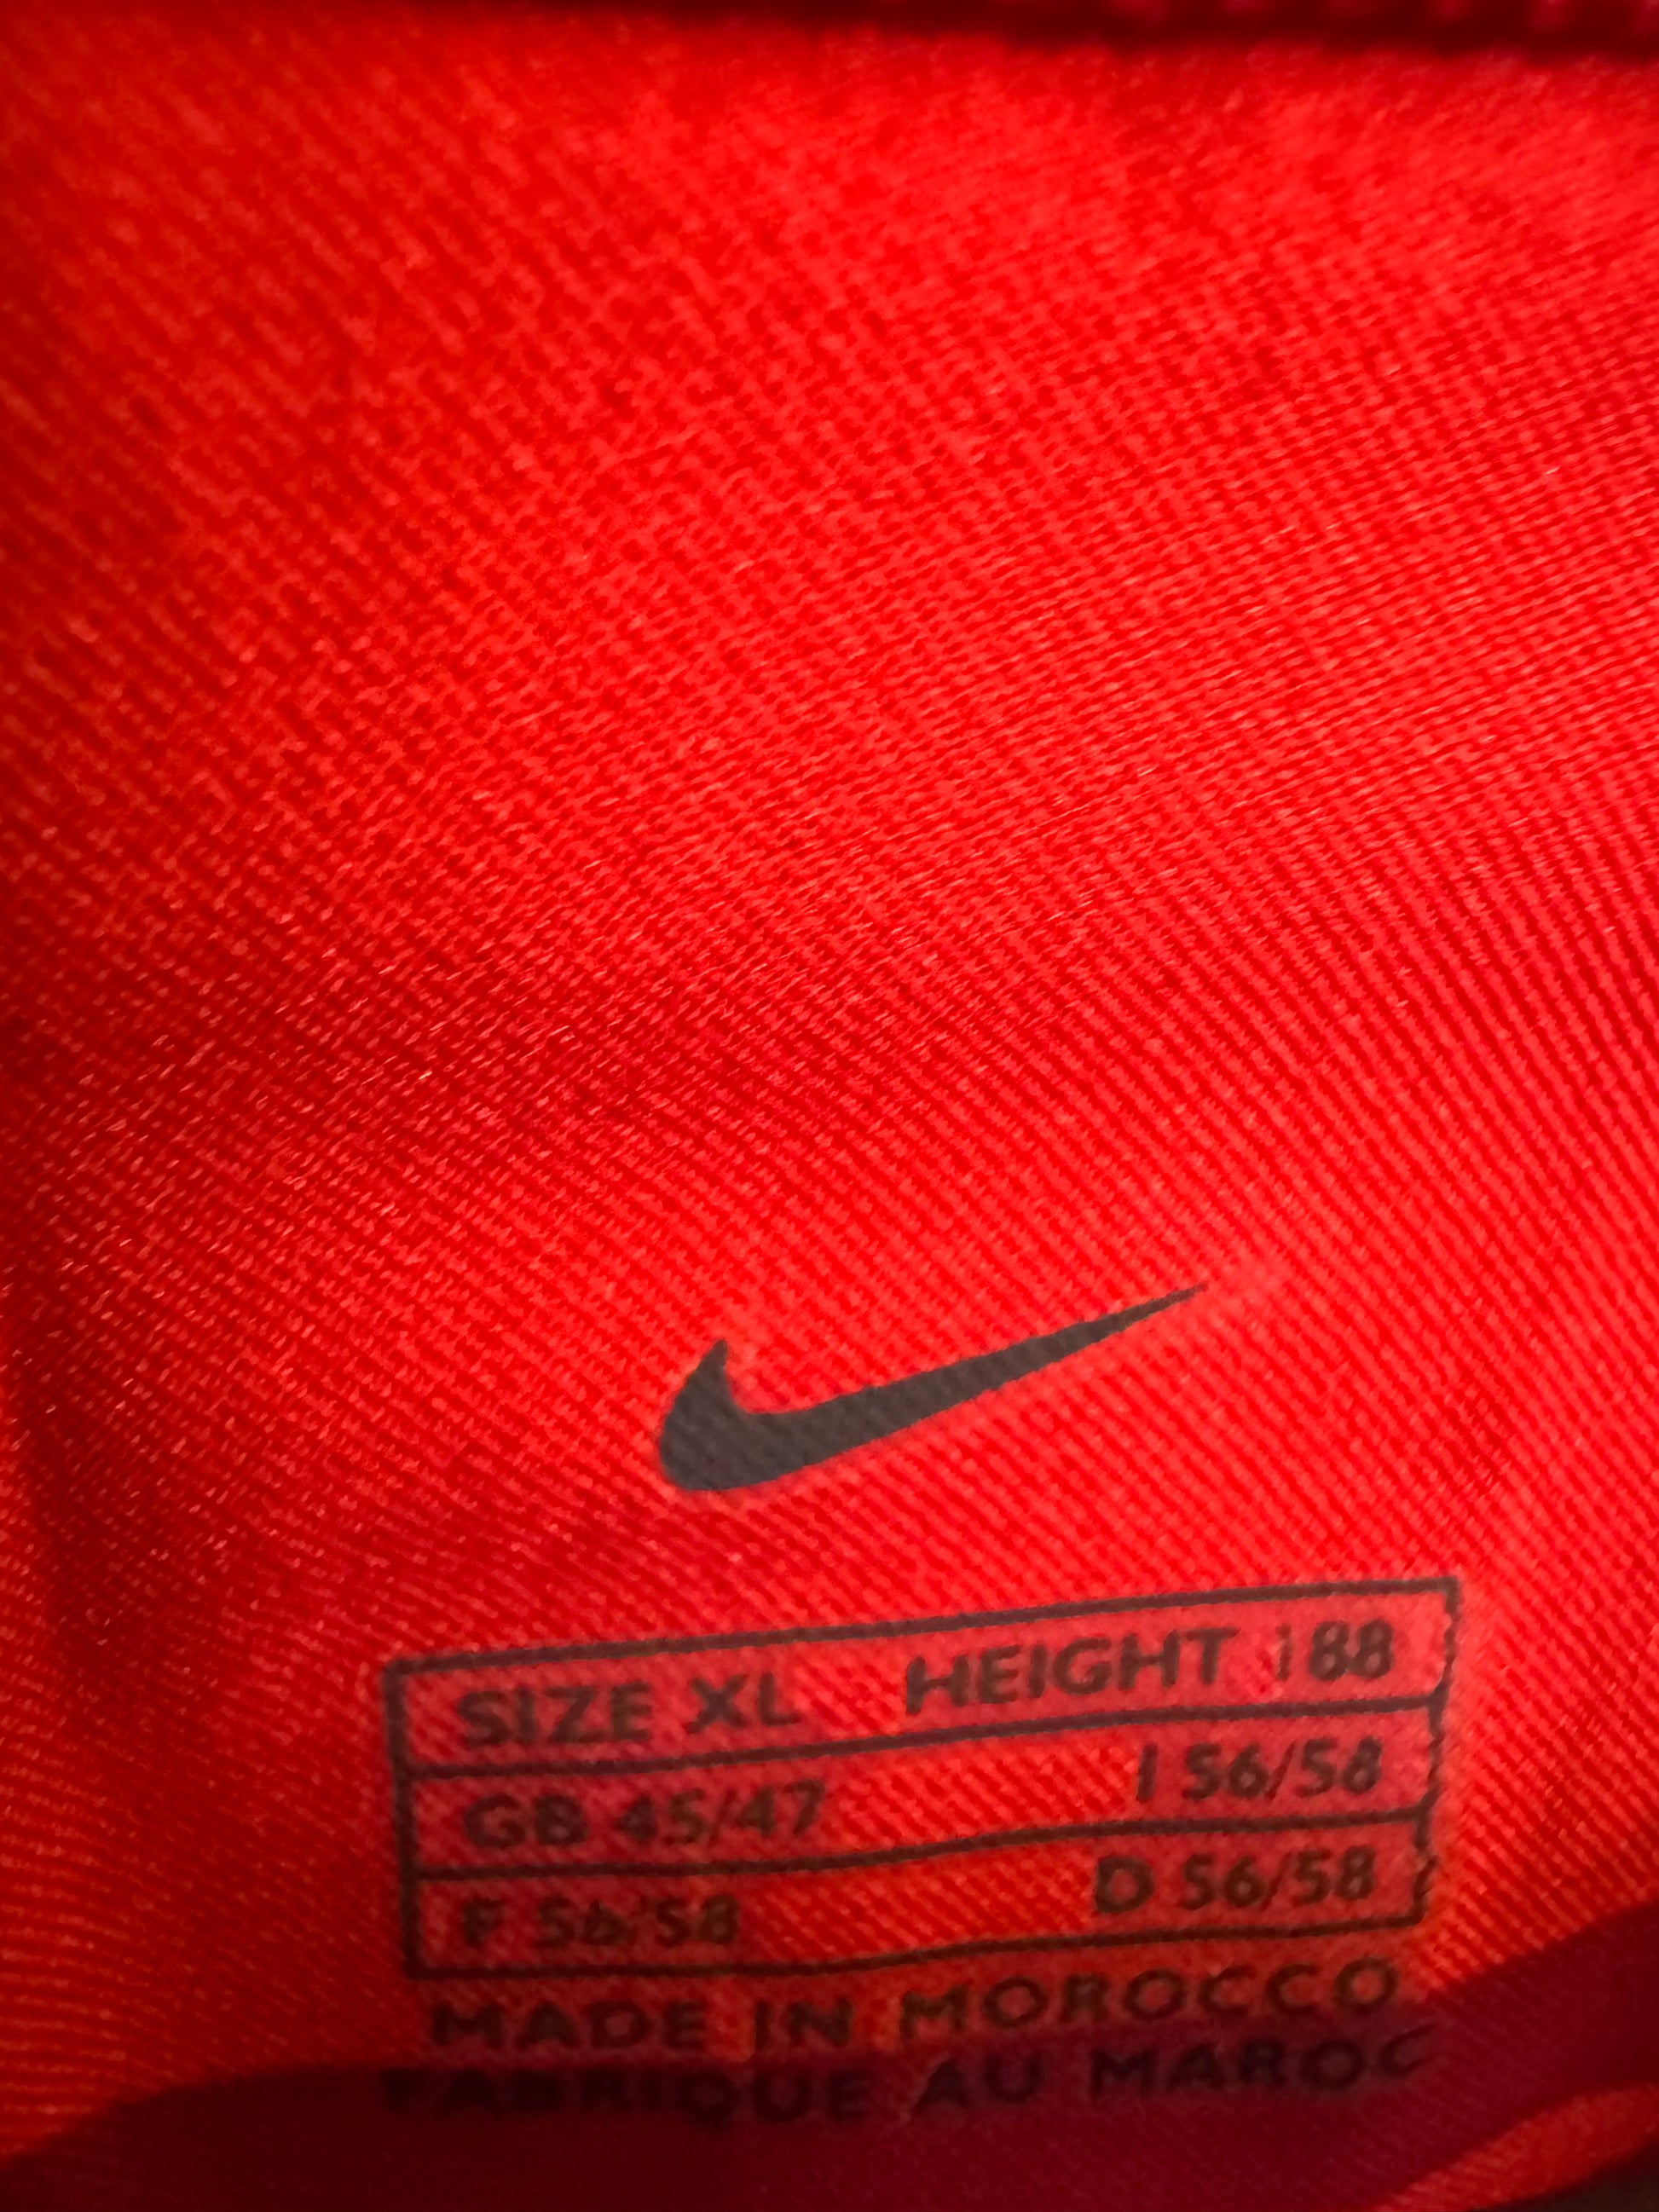 SIZE XL HEIGHT 188
GB 45/47 I 56/58
F 56/58 D 56/58
MADE IN MOROCCO
FABRIQUE AU MAROC